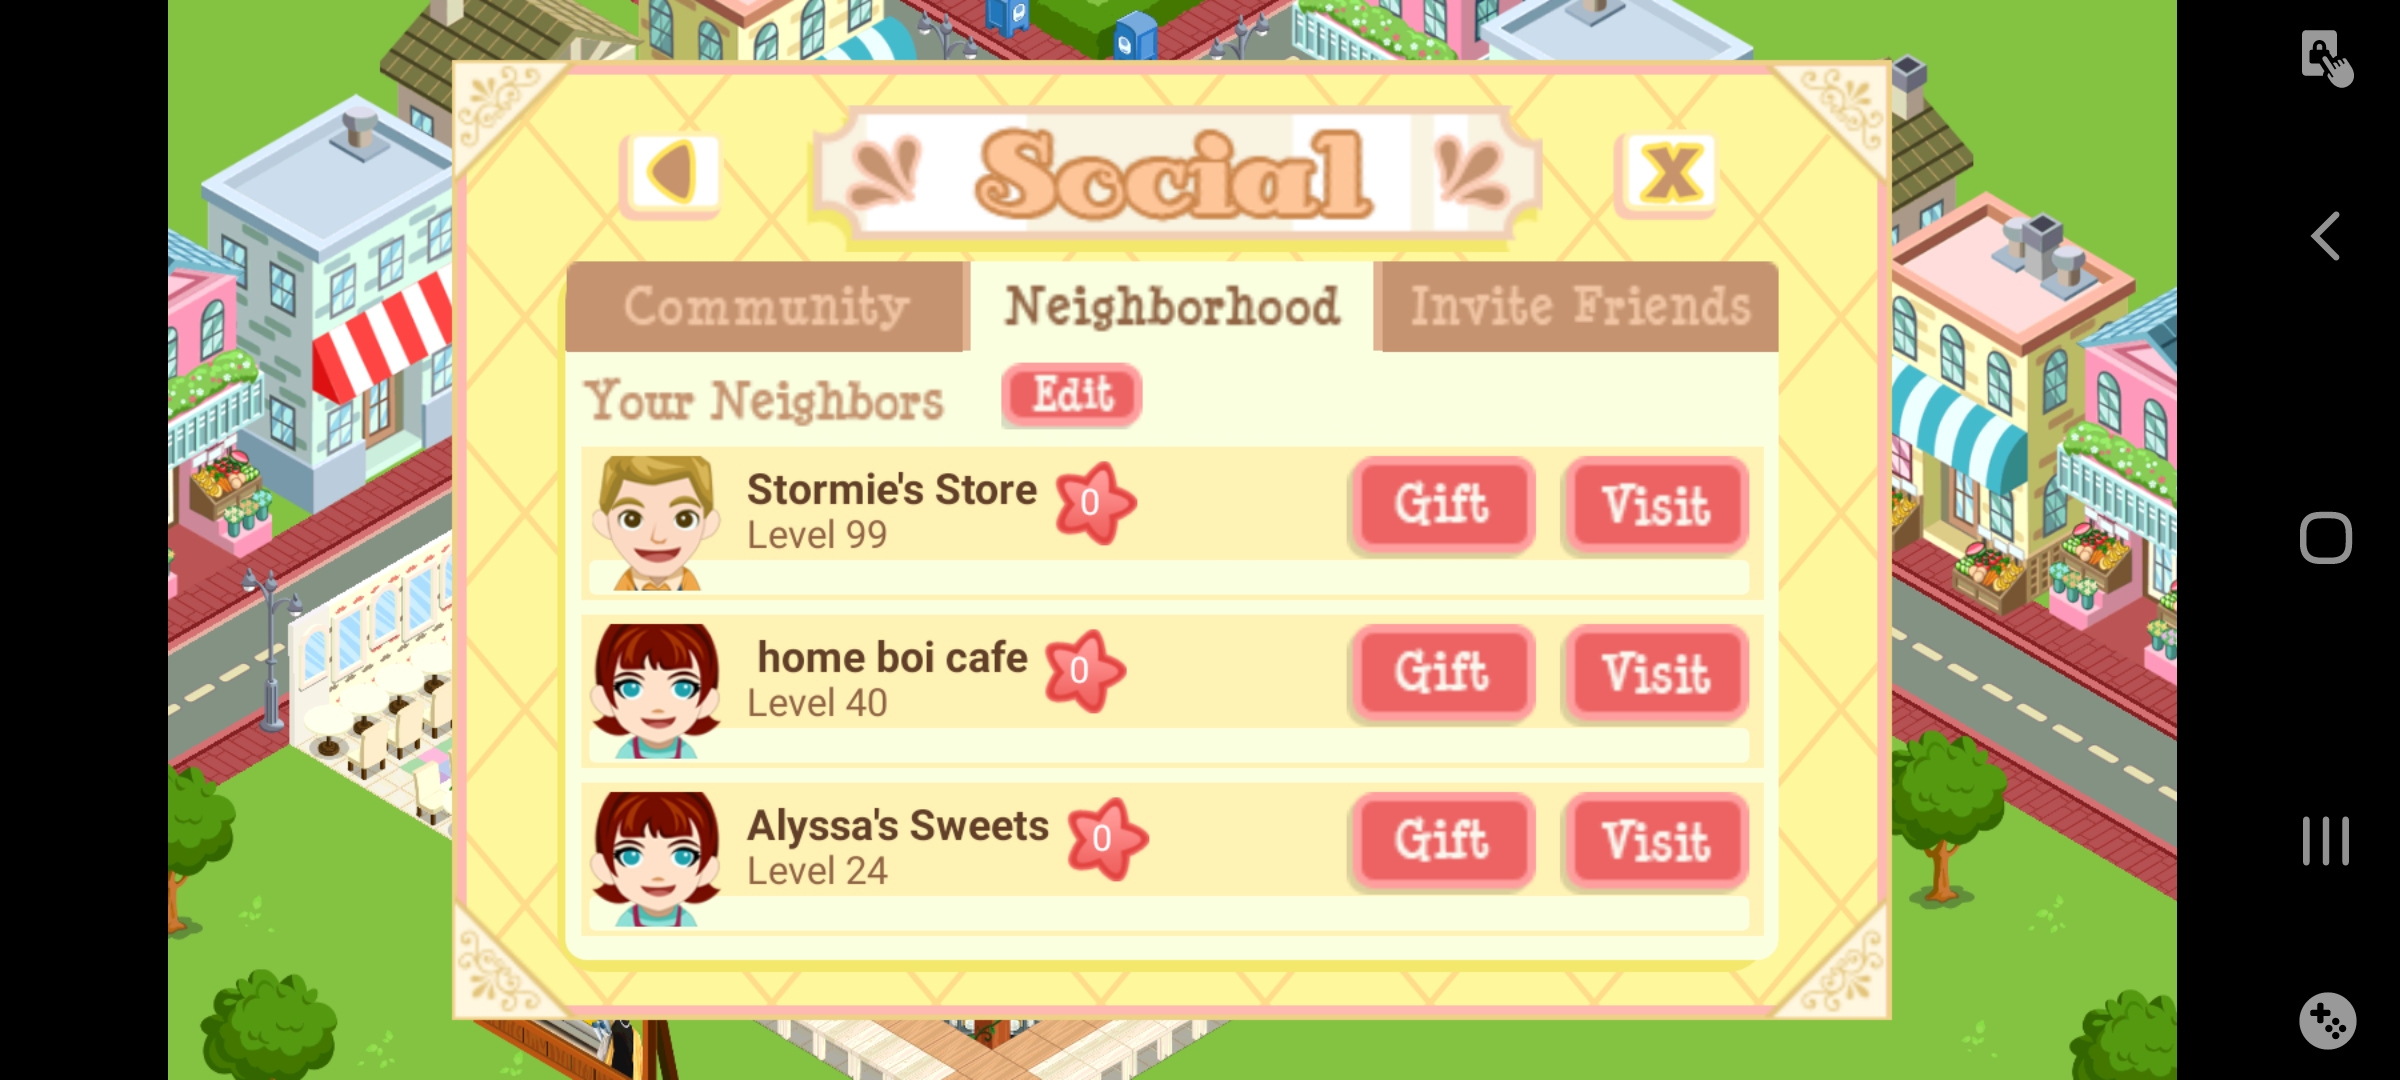 Social
Community
Neighborhood
Invite Friends
Your Neighbors
Edit
Stormie's Store
0
Level 99
Gift
Visit
home boi cafe
0
Level 40
Gift
Visit
Alyssa's Sweets
0
Level 24
Gift
Visit